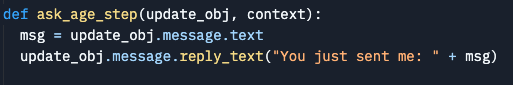 def ask_age_step(update_obj, context):
  msg = update_obj.message.text
  update_obj.message.reply_text("You just sent me: " + msg)